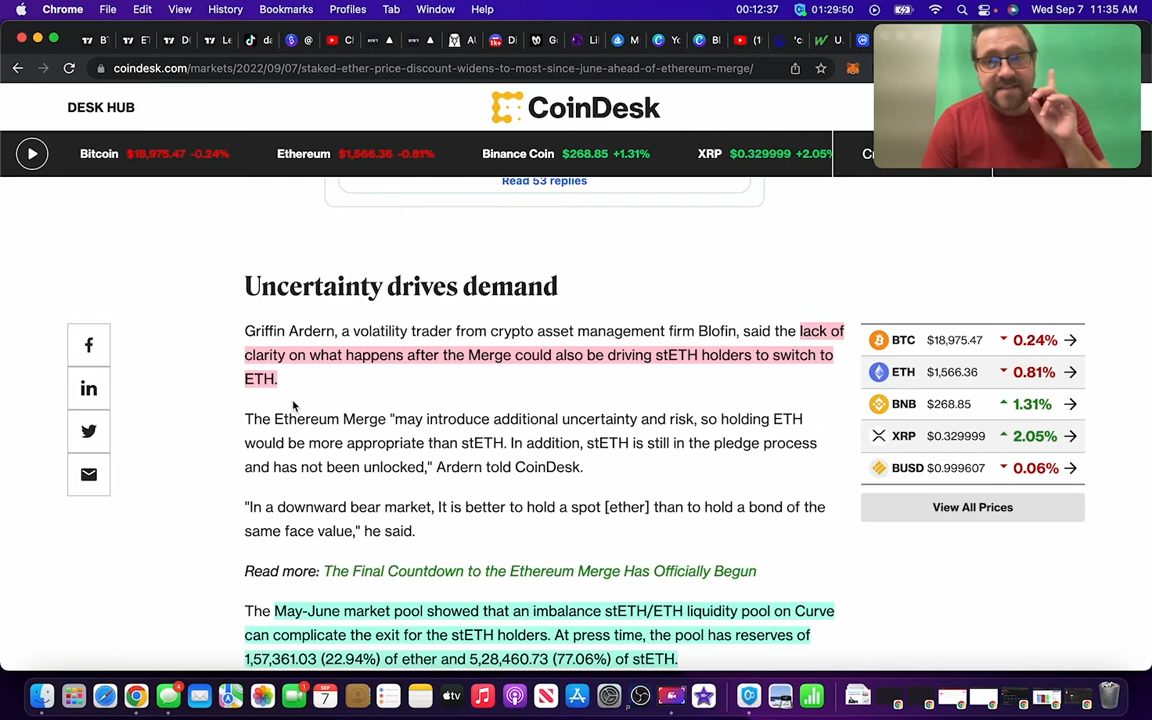 Chrome File Edit View History Bookmarks Profiles Tab Window Help 00:12:37 01:29:50 Wed Sep 7 11:35 AM
coindesk.com/markets/2022/09/07/staked-ether-price-discount-widens-to-most-since-june-ahead-of-ethereum-merge/
DESK HUB
CoinDesk
Bitcoin $18,975.47 -0.24% Ethereum $1,566.36 -0.81% Binance Coin $268.85 +1.31% XRP $0.329999 +2.05%
Read 53 replies
Uncertainty drives demand
Griffin Ardern, a volatility trader from crypto asset management firm Blofin, said the lack of
clarity on what happens after the Merge could also be driving stETH holders to switch to
ETH.
The Ethereum Merge "may introduce additional uncertainty and risk, so holding ETH
would be more appropriate than stETH. In addition, stETH is still in the pledge process
and has not been unlocked," Ardern told CoinDesk.
"In a downward bear market, It is better to hold a spot [ether] than to hold a bond of the
same face value," he said.
Read more: The Final Countdown to the Ethereum Merge Has Officially Begun
The May-June market pool showed that an imbalance stETH/ETH liquidity pool on Curve
can complicate the exit for the stETH holders. At press time, the pool has reserves of
1,57,361.03 (22.94%) of ether and 5,28,460.73 (77.06%) of stETH.
BTC $18,975.47 0.24%
ETH $1,566.36 0.81%
BNB $268.85 1.31%
XRP $0.329999 2.05%
BUSD $0.999607 0.06%
View All Prices